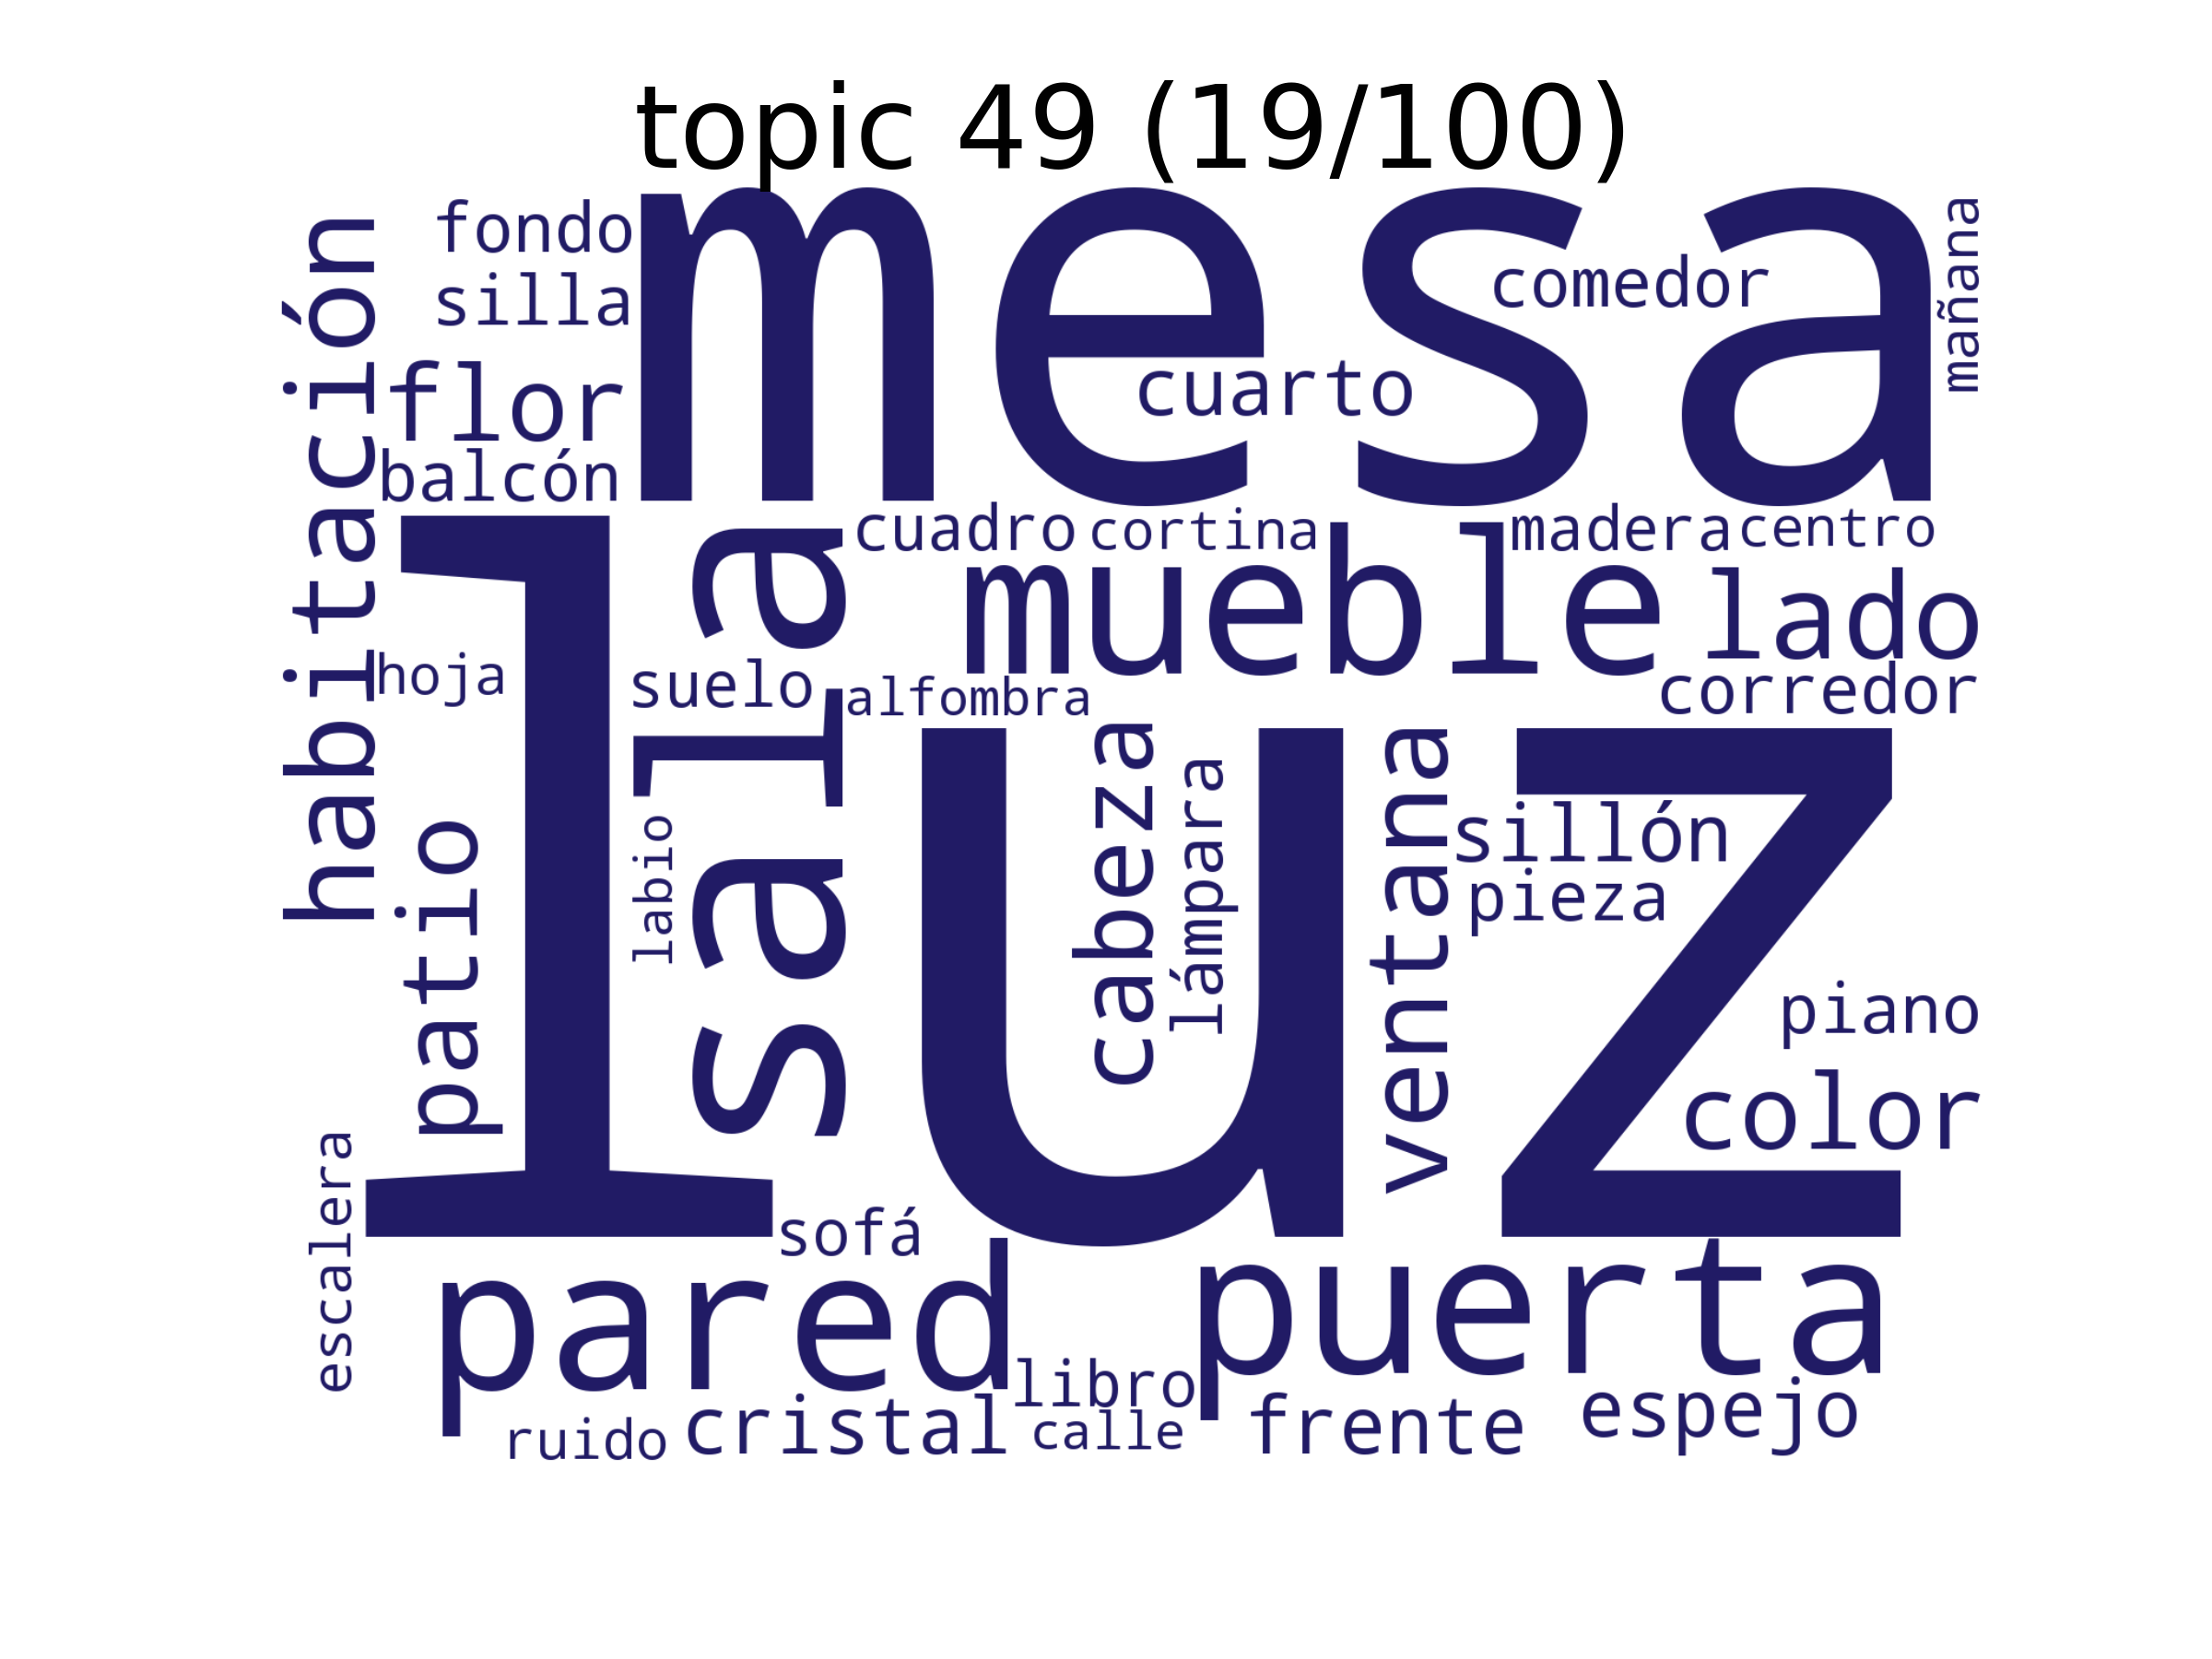 topic 49 (19/100)
mesa
fondo
silla
comedor
mañana
habitación
flor
cuarto
balcón
cuadro
cortina
madera
centro
luz
sala
mueble
lado
hoja
suelo
alfombra
corredor
cabeza
lámpara
ventana
sillón
pieza
patio
labio
piano
color
escalera
sofá
pared
puerta
libro
cristal
calle
frente
espejo
ruido